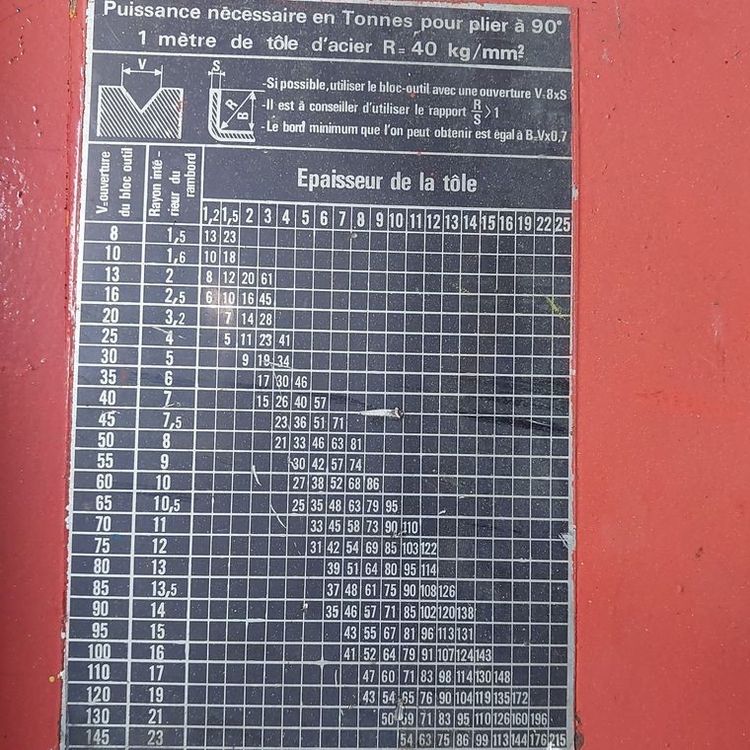 Puissance nécessaire en Tonnes pour plier à 90°
1 mètre de tôle d'acier R=40 kg/mm²
V
S
R
B
-Si possible, utiliser le bloc-outil avec une ouverture V=8xS
-Il est à conseiller d'utiliser le rapport R/S >1
-Le bord minimum que l'on peut obtenir est égal à B=Vx0,7
V=ouverture du bloc outil
Rayon inté-rieur du rambord
Epaisseur de la tôle
1,2 1,5 2 3 4 5 6 7 8 9 10 11 12 13 14 15 16 19 22 25
8 1,5 13 23
10 1,6 10 18
13 2 8 12 20 61
16 2,5 6 10 16 45
20 3,2 7 14 28
25 4 5 11 23 41
30 5 9 19 34
35 6 17 30 46
40 7 15 26 40 57
45 7,5 23 36 51 71
50 8 21 33 46 63 81
55 9 30 42 57 74
60 10 27 38 52 68 86
65 10,5 25 35 48 63 79 95
70 11 33 45 58 73 90 110
75 12 31 42 54 69 85 103 122
80 13 39 51 64 80 95 114
85 13,5 37 48 61 75 90 108 126
90 14 35 46 57 71 85 102 120 138
95 15 43 55 67 81 96 113 131
100 16 41 52 64 79 91 107 124 143
110 17 47 60 71 83 98 114 130 148
120 19 43 54 65 76 90 104 119 135 172
130 21 50 59 71 83 95 110 126 160 196
145 23 54 63 75 86 99 113 144 176 215